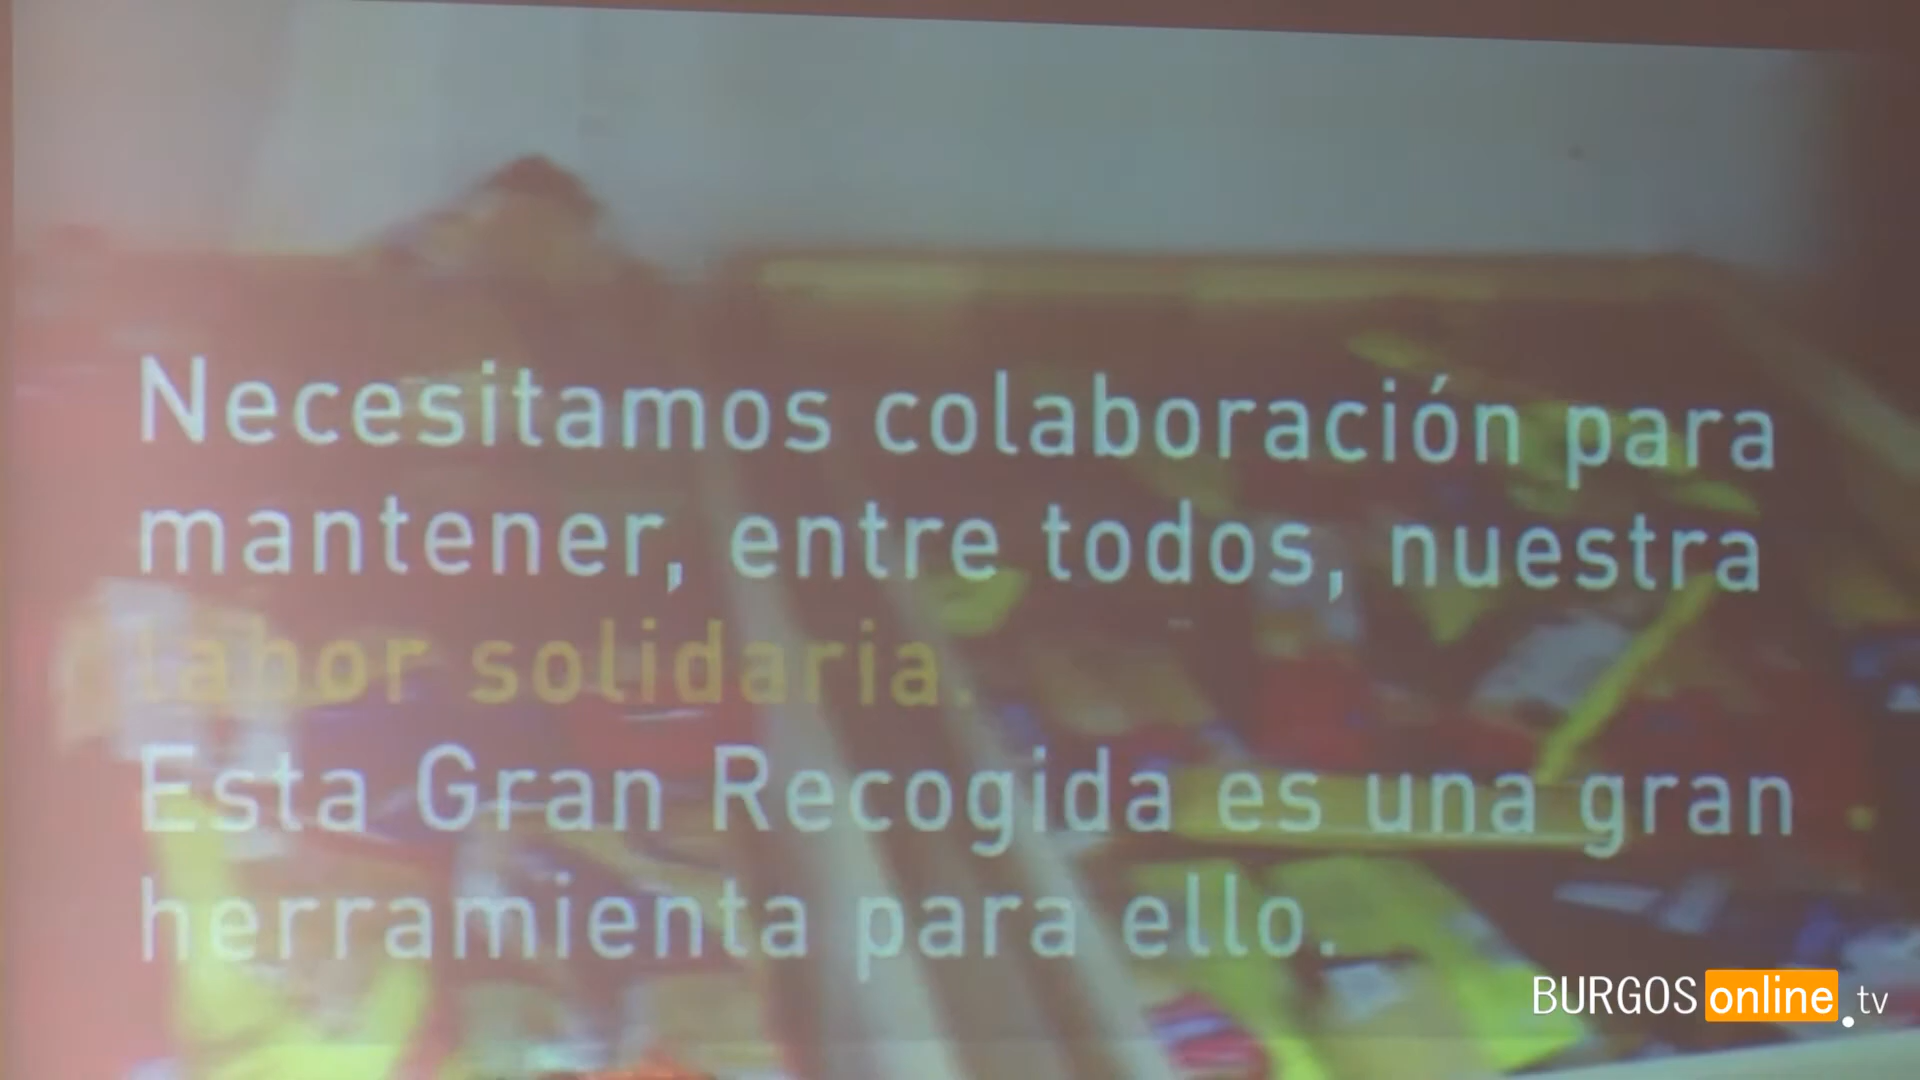 Necesitamos colaboración para
mantener, entre todos, nuestra
labor solidaria.
Esta Gran Recogida es una gran
herramienta para ello.
BURGOS online.tv